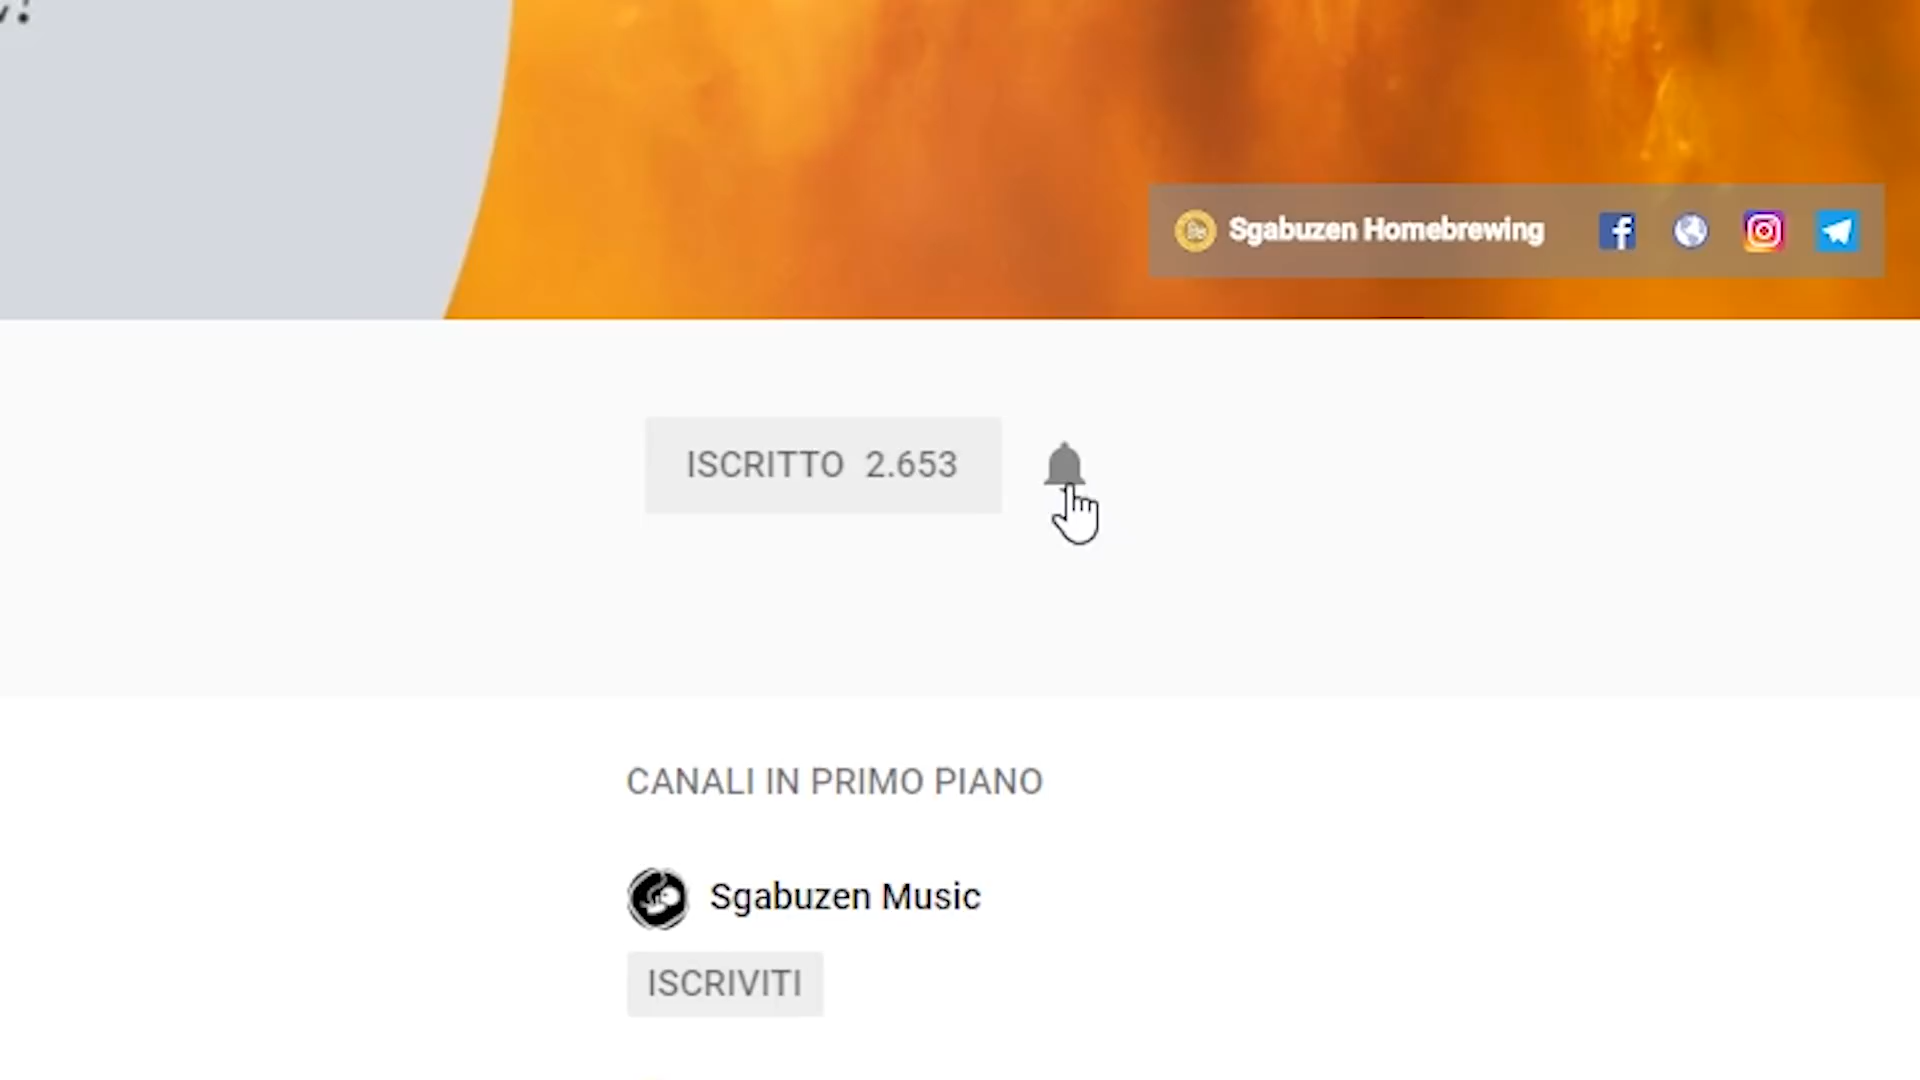 Sgabuzen Homebrewing
ISCRITTO 2.653
CANALI IN PRIMO PIANO
Sgabuzen Music
ISCRIVITI